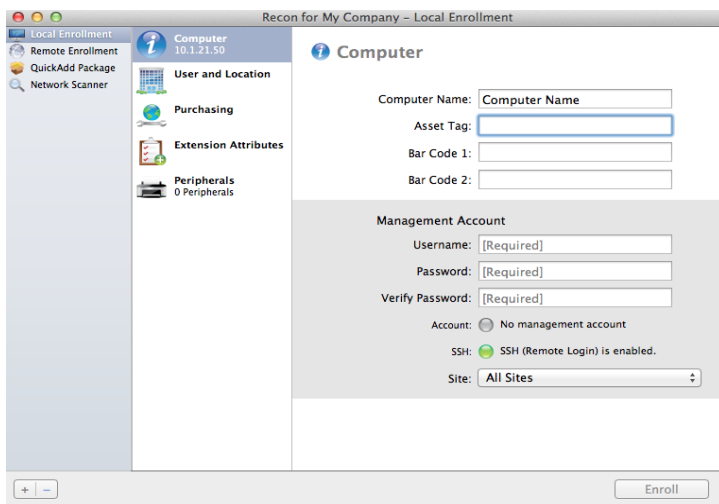 Recon for My Company – Local Enrollment
Local Enrollment
Remote Enrollment
QuickAdd Package
Network Scanner
Computer
10.1.21.50
User and Location
Purchasing
Extension Attributes
Peripherals
0 Peripherals
Computer
Computer Name: Computer Name
Asset Tag:
Bar Code 1:
Bar Code 2:
Management Account
Username: [Required]
Password: [Required]
Verify Password: [Required]
Account: No management account
SSH: SSH (Remote Login) is enabled.
Site: All Sites
+ –
Enroll